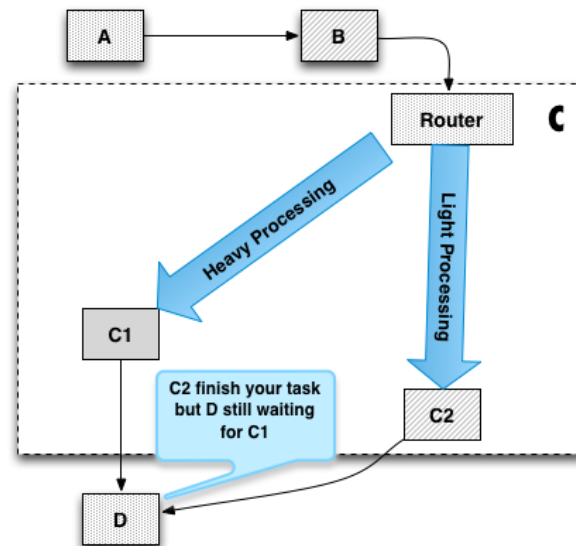 A
B
Router
C
Heavy Processing
Light Processing
C1
C2 finish your task
but D still waiting
for C1
C2
D